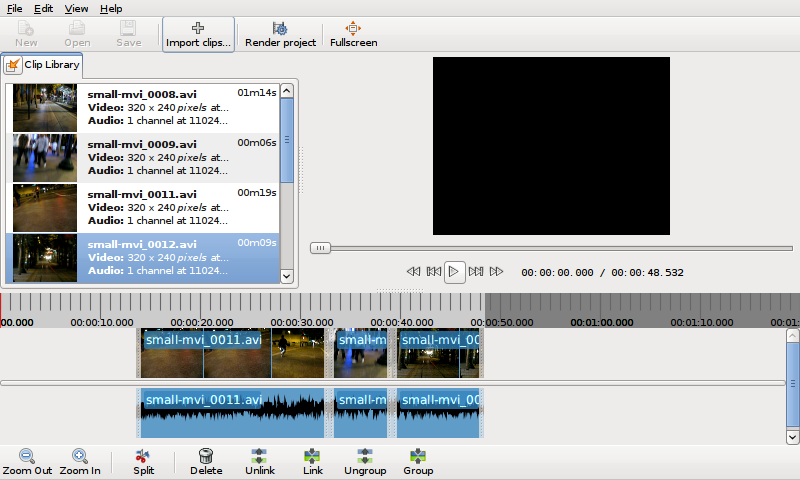 File Edit View Help
New Open Save Import clips... Render project Fullscreen
Clip Library
small-mvi_0008.avi 01m14s
Video: 320 x 240 pixels at...
Audio: 1 channel at 11024...
small-mvi_0009.avi 00m06s
Video: 320 x 240 pixels at...
Audio: 1 channel at 11024...
small-mvi_0011.avi 00m19s
Video: 320 x 240 pixels at...
Audio: 1 channel at 11024...
small-mvi_0012.avi 00m09s
Video: 320 x 240 pixels at...
Audio: 1 channel at 11024...
00:00:00.000 / 00:00:48.532
00.000 00:00:10.000 00:00:20.000 00:00:30.000 00:00:40.000 00:00:50.000 00:01:00.000 00:01:10.000 00:01:
small-mvi_0011.avi small-m small-mvi_00
small-mvi_0011.avi small-m small-mvi_00
Zoom Out Zoom In Split Delete Unlink Link Ungroup Group